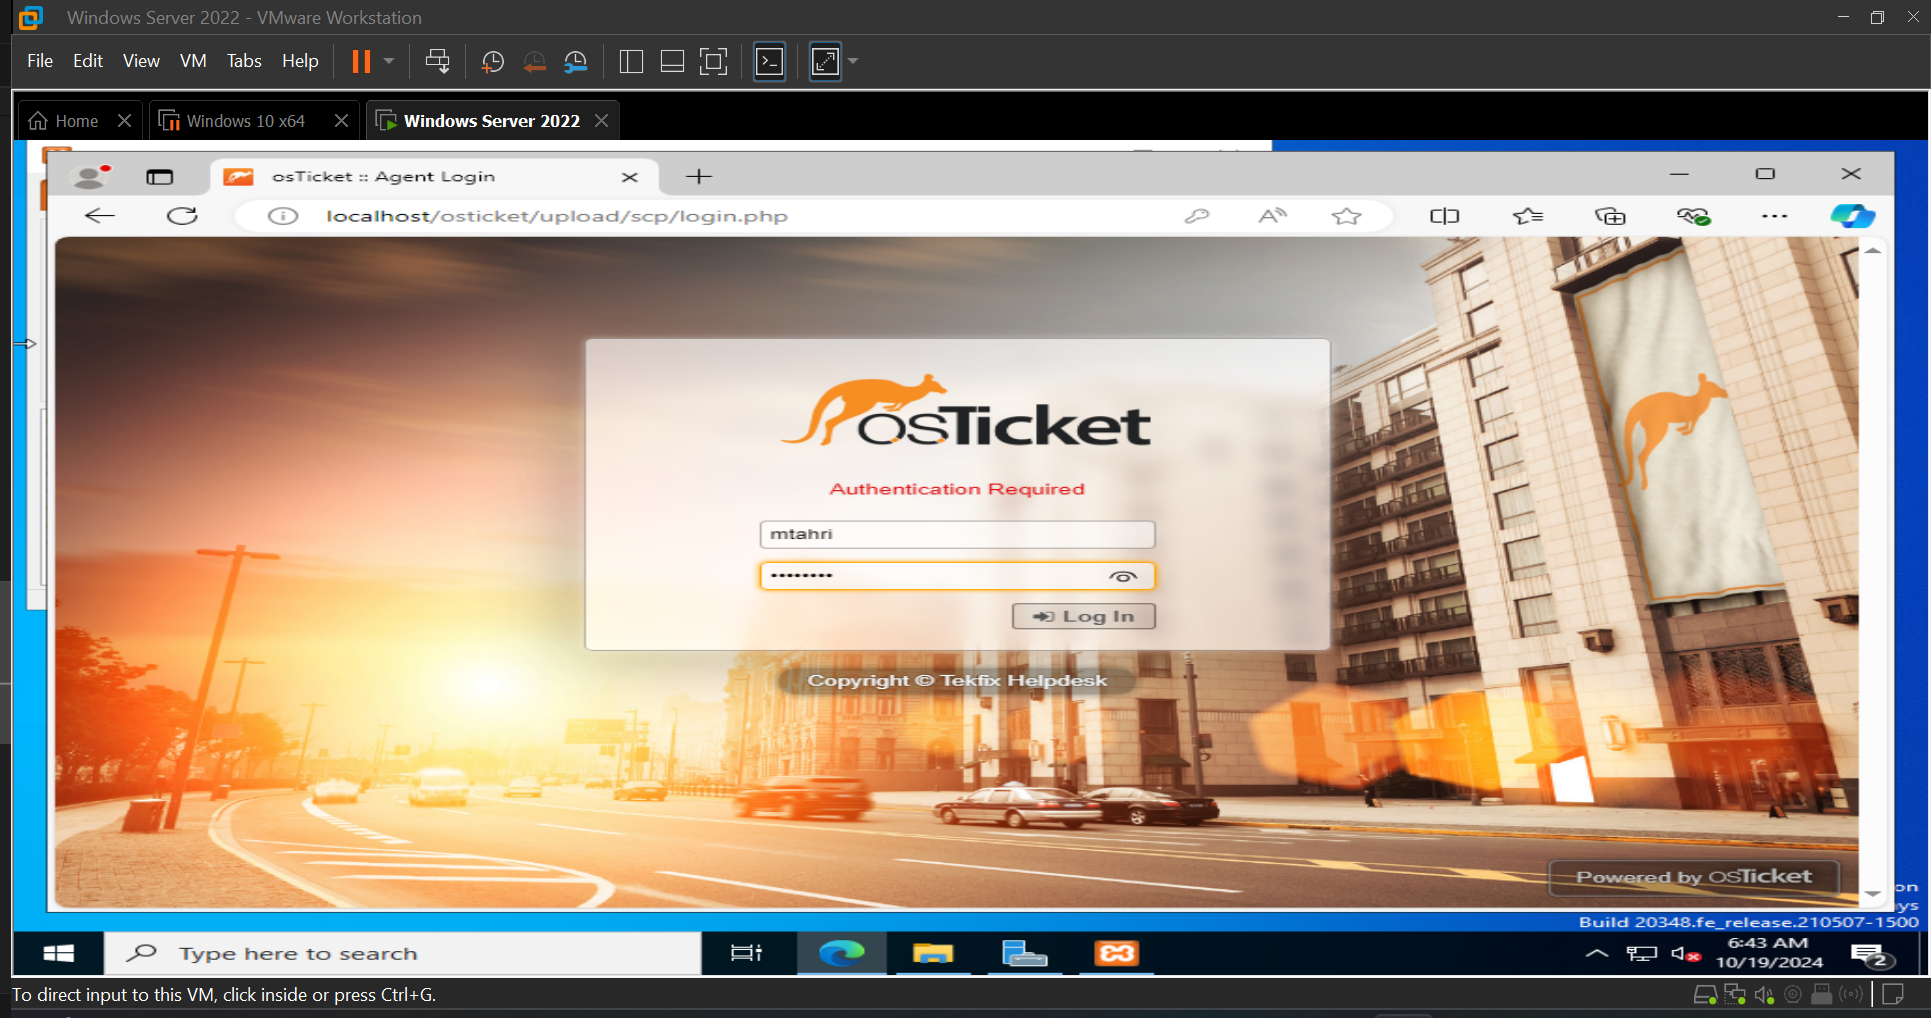 Windows Server 2022 - VMware Workstation
File Edit View VM Tabs Help
Home Windows 10 x64 Windows Server 2022
osTicket :: Agent Login
localhost/osticket/upload/scp/login.php
osTicket
Authentication Required
mtahri
Log In
Copyright © Tekfix Helpdesk
Powered by osTicket
on
ys
Build 20348.fe_release.210507-1500
Type here to search
6:43 AM
10/19/2024
2
To direct input to this VM, click inside or press Ctrl+G.